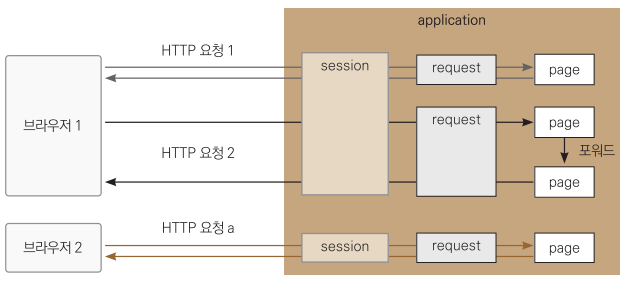 application
HTTP 요청 1
session
request
page
브라우저 1
request
page
포워드
HTTP 요청 2
page
HTTP 요청 a
브라우저 2
session
request
page